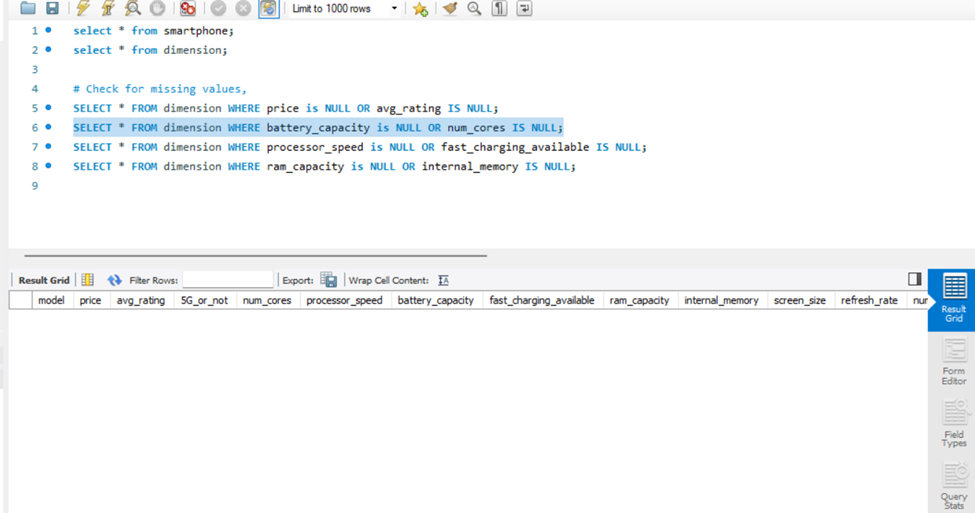 Limit to 1000 rows
1 select * from smartphone;
2 select * from dimension;
3
4 # Check for missing values,
5 SELECT * FROM dimension WHERE price is NULL OR avg_rating IS NULL;
6 SELECT * FROM dimension WHERE battery_capacity is NULL OR num_cores IS NULL;
7 SELECT * FROM dimension WHERE processor_speed is NULL OR fast_charging_available IS NULL;
8 SELECT * FROM dimension WHERE ram_capacity is NULL OR internal_memory IS NULL;
9
Result Grid Filter Rows: Export: Wrap Cell Content:
model price avg_rating 5G_or_not num_cores processor_speed battery_capacity fast_charging_available ram_capacity internal_memory screen_size refresh_rate nur
Result
Grid
Form
Editor
Field
Types
Query
Stats